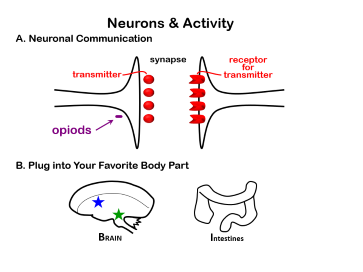 Neurons & Activity
A. Neuronal Communication
synapse
transmitter
receptor
for
transmitter
opiods
B. Plug into Your Favorite Body Part
BRAIN
Intestines